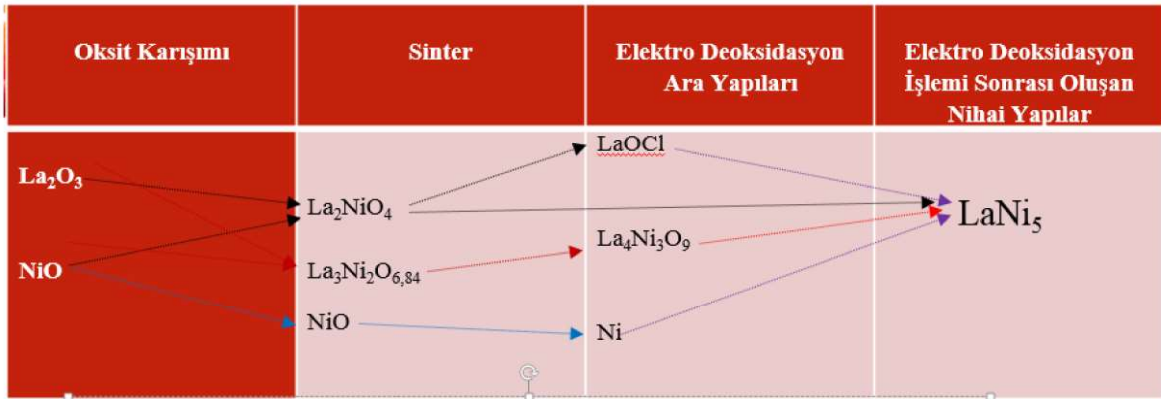 Oksit Karışımı
Sinter
Elektro Deoksidasyon
Ara Yapıları
Elektro Deoksidasyon
İşlemi Sonrası Oluşan
Nihai Yapılar
La₂O₃
NiO
La₂NiO₄
La₃Ni₂O₆,₈₄
NiO
LaOCl
La₄Ni₃O₉
Ni
LaNi₅